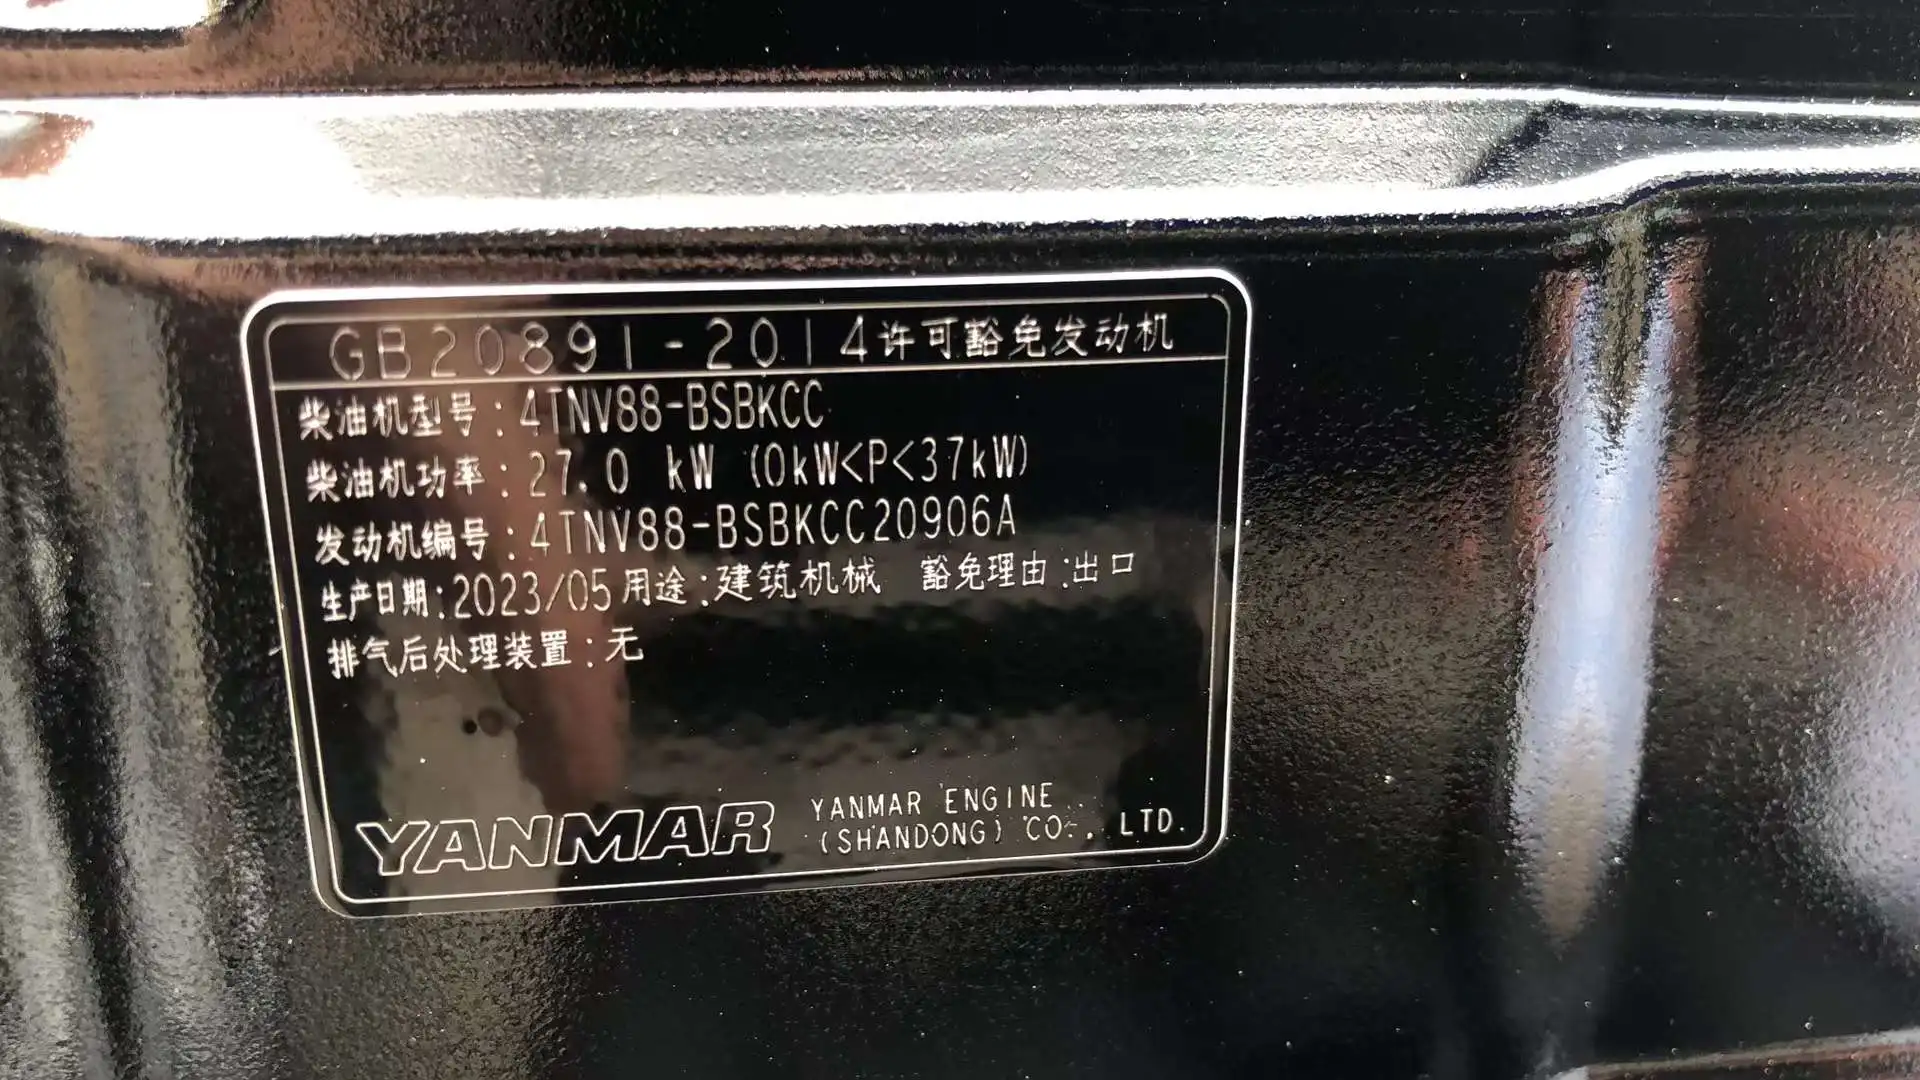 GB20891-2014许可豁免发动机
柴油机型号:4TNV88-BSBKCC
柴油机功率:27.0 kW (0kW<P<37kW)
发动机编号:4TNV88-BSBKCC20906A
生产日期:2023/05用途:建筑机械 豁免理由:出口
排气后处理装置:无
YANMAR
YANMAR ENGINE
(SHANDONG) CO., LTD.